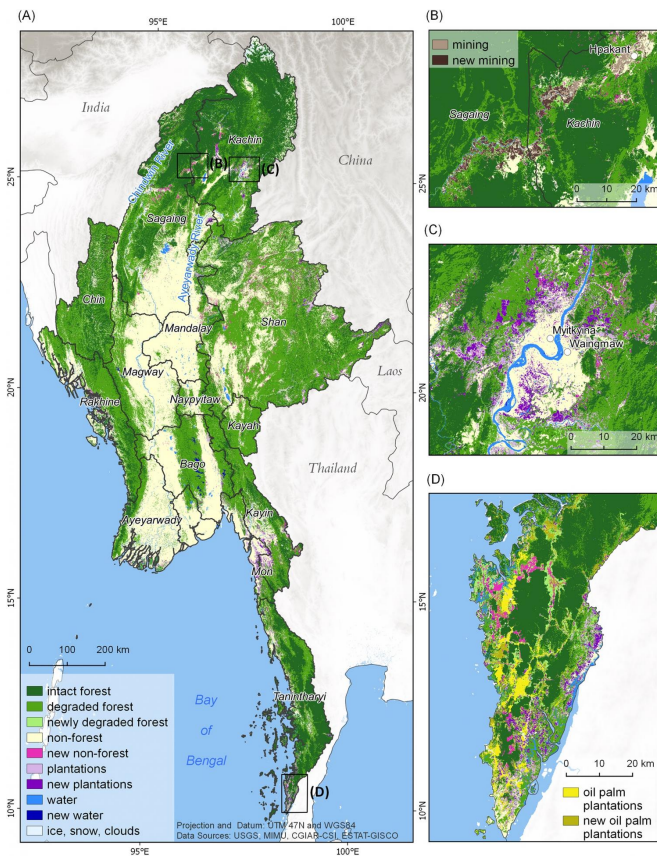 (A)
95°E
100°E
India
Kachin
China
(B)
(C)
Chindwin River
25°N
Sagaing
Ayeyarwady River
Chin
Mandalay
Shan
Magway
Laos
20°N
Rakhine
Naypyitaw
Kayah
Thailand
Bago
Ayeyarwady
Kayin
Mon
15°N
0 100 200 km
Tanintharyi
Bay
of
Bengal
intact forest
degraded forest
newly degraded forest
non-forest
new non-forest
plantations
new plantations
water
new water
ice, snow, clouds
(D)
10°N
Projection and Datum: UTM 47N and WGS84
Data Sources: USGS, MIMU, CGIAR-CSI, ESTAT-GISCO
95°E
100°E
(B)
mining
new mining
Hpakant
Sagaing
Kachin
25°N
0 10 20 km
(C)
Myitkyina
Waingmaw
20°N
0 10 20 km
(D)
15°N
0 10 20 km
oil palm
plantations
new oil palm
plantations
10°N